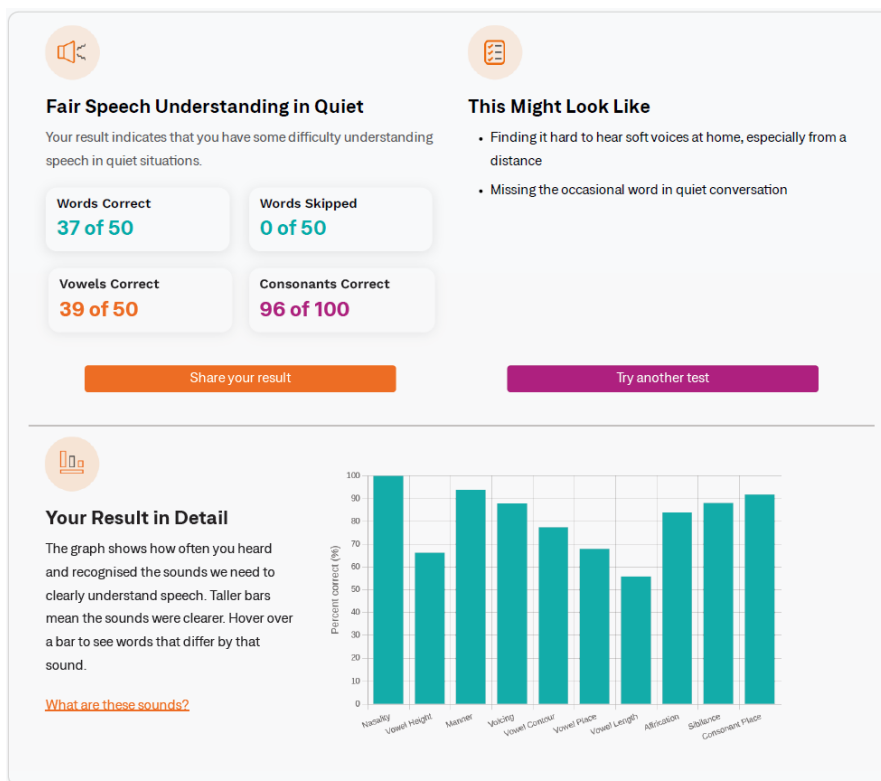 Fair Speech Understanding in Quiet
Your result indicates that you have some difficulty understanding
speech in quiet situations.
Words Correct
37 of 50
Words Skipped
0 of 50
Vowels Correct
39 of 50
Consonants Correct
96 of 100
This Might Look Like
• Finding it hard to hear soft voices at home, especially from a
distance
• Missing the occasional word in quiet conversation
Share your result
Try another test
Your Result in Detail
The graph shows how often you heard
and recognised the sounds we need to
clearly understand speech. Taller bars
mean the sounds were clearer. Hover over
a bar to see words that differ by that
sound.
What are these sounds?
Percent correct (%)
100
90
80
70
60
50
40
30
20
10
0
Nasality
Vowel Height
Manner
Voicing
Vowel Contour
Vowel Place
Vowel Length
Affrication
Sibilance
Consonant Place